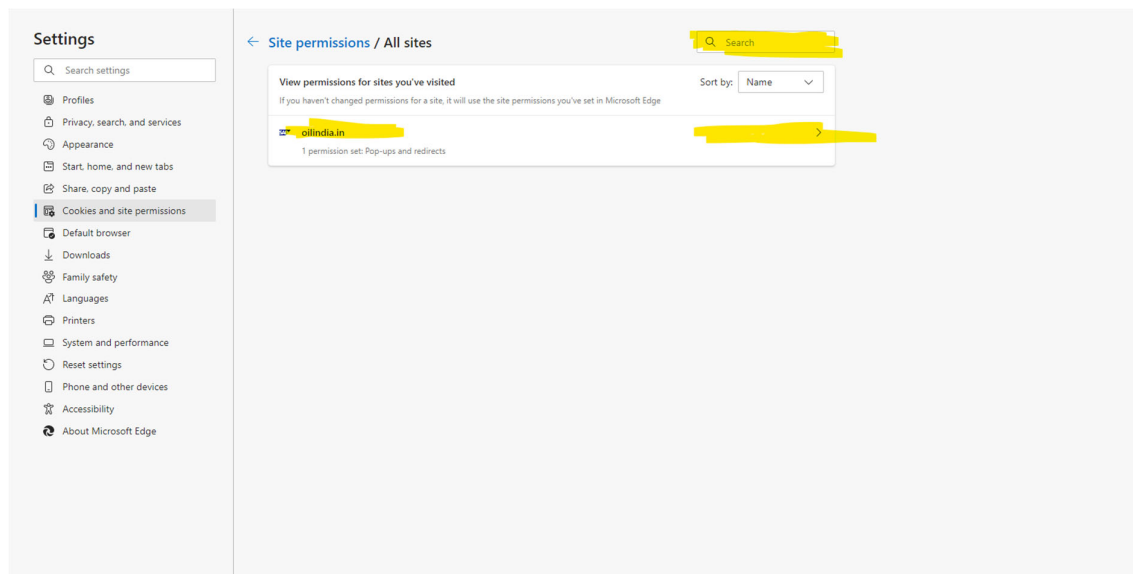 Settings
Search settings
Profiles
Privacy, search, and services
Appearance
Start, home, and new tabs
Share, copy and paste
Cookies and site permissions
Default browser
Downloads
Family safety
Languages
Printers
System and performance
Reset settings
Phone and other devices
Accessibility
About Microsoft Edge
Site permissions / All sites
Search
View permissions for sites you've visited
Sort by: Name
If you haven't changed permissions for a site, it will use the site permissions you've set in Microsoft Edge
SAP oilindia.in
1 permission set: Pop-ups and redirects